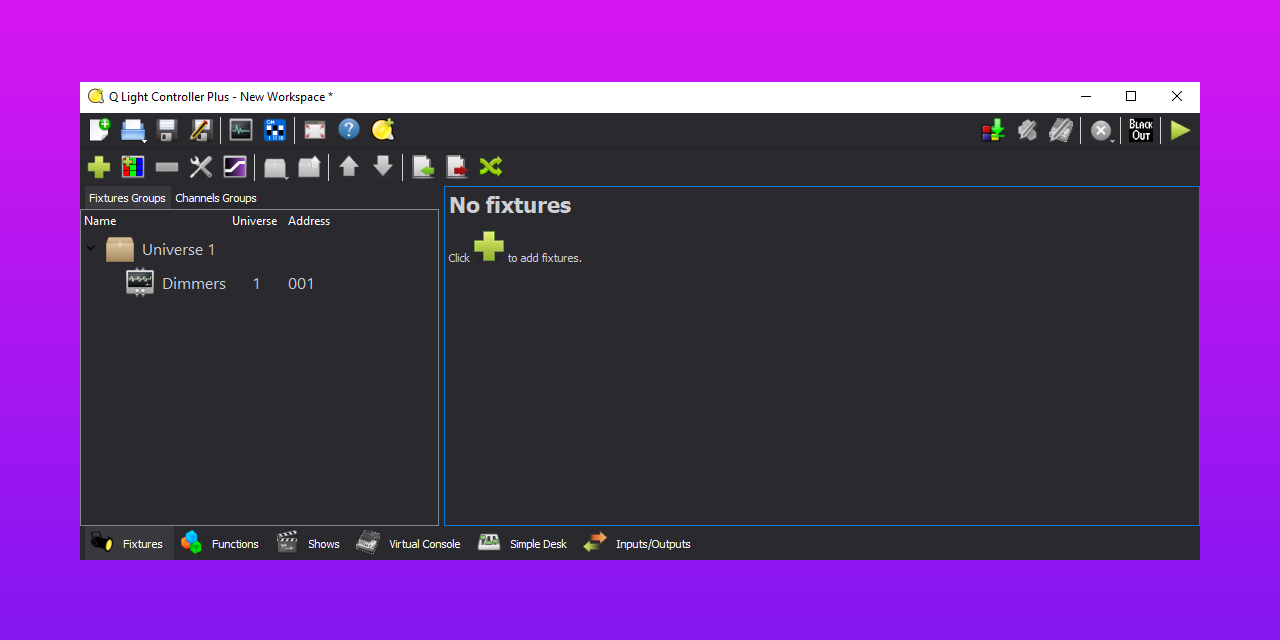 Q Light Controller Plus - New Workspace *
ON
?
BLACK
OUT
Fixtures Groups Channels Groups
Name Universe Address
Universe 1
Dimmers 1 001
No fixtures
Click to add fixtures.
Fixtures Functions Shows Virtual Console Simple Desk Inputs/Outputs